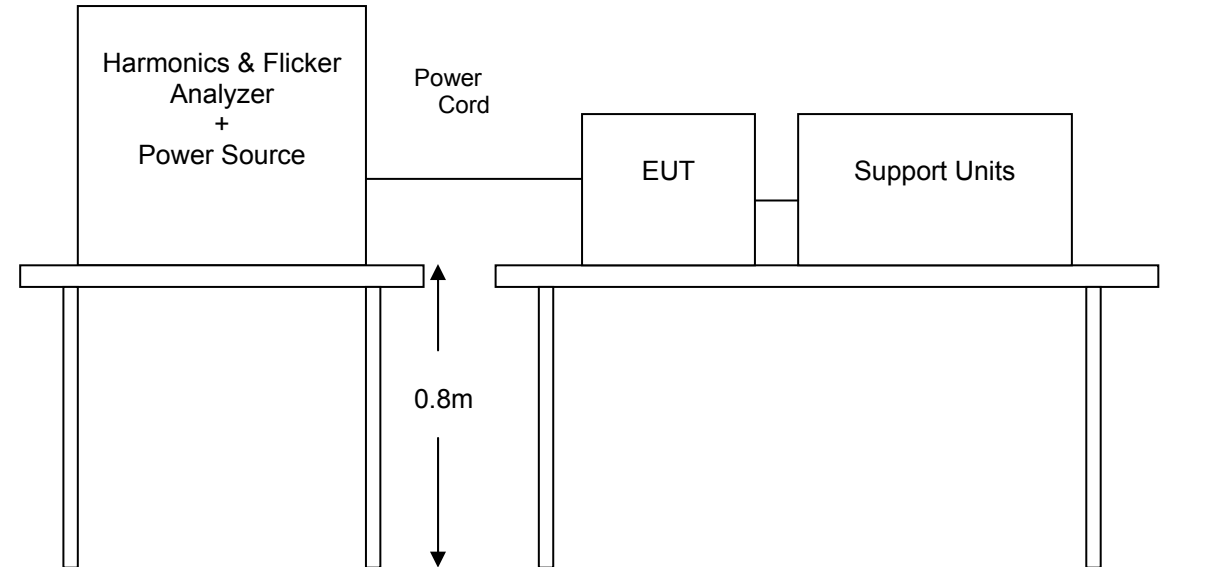 Harmonics & Flicker
Analyzer
+
Power Source
Power
Cord
EUT
Support Units
0.8m